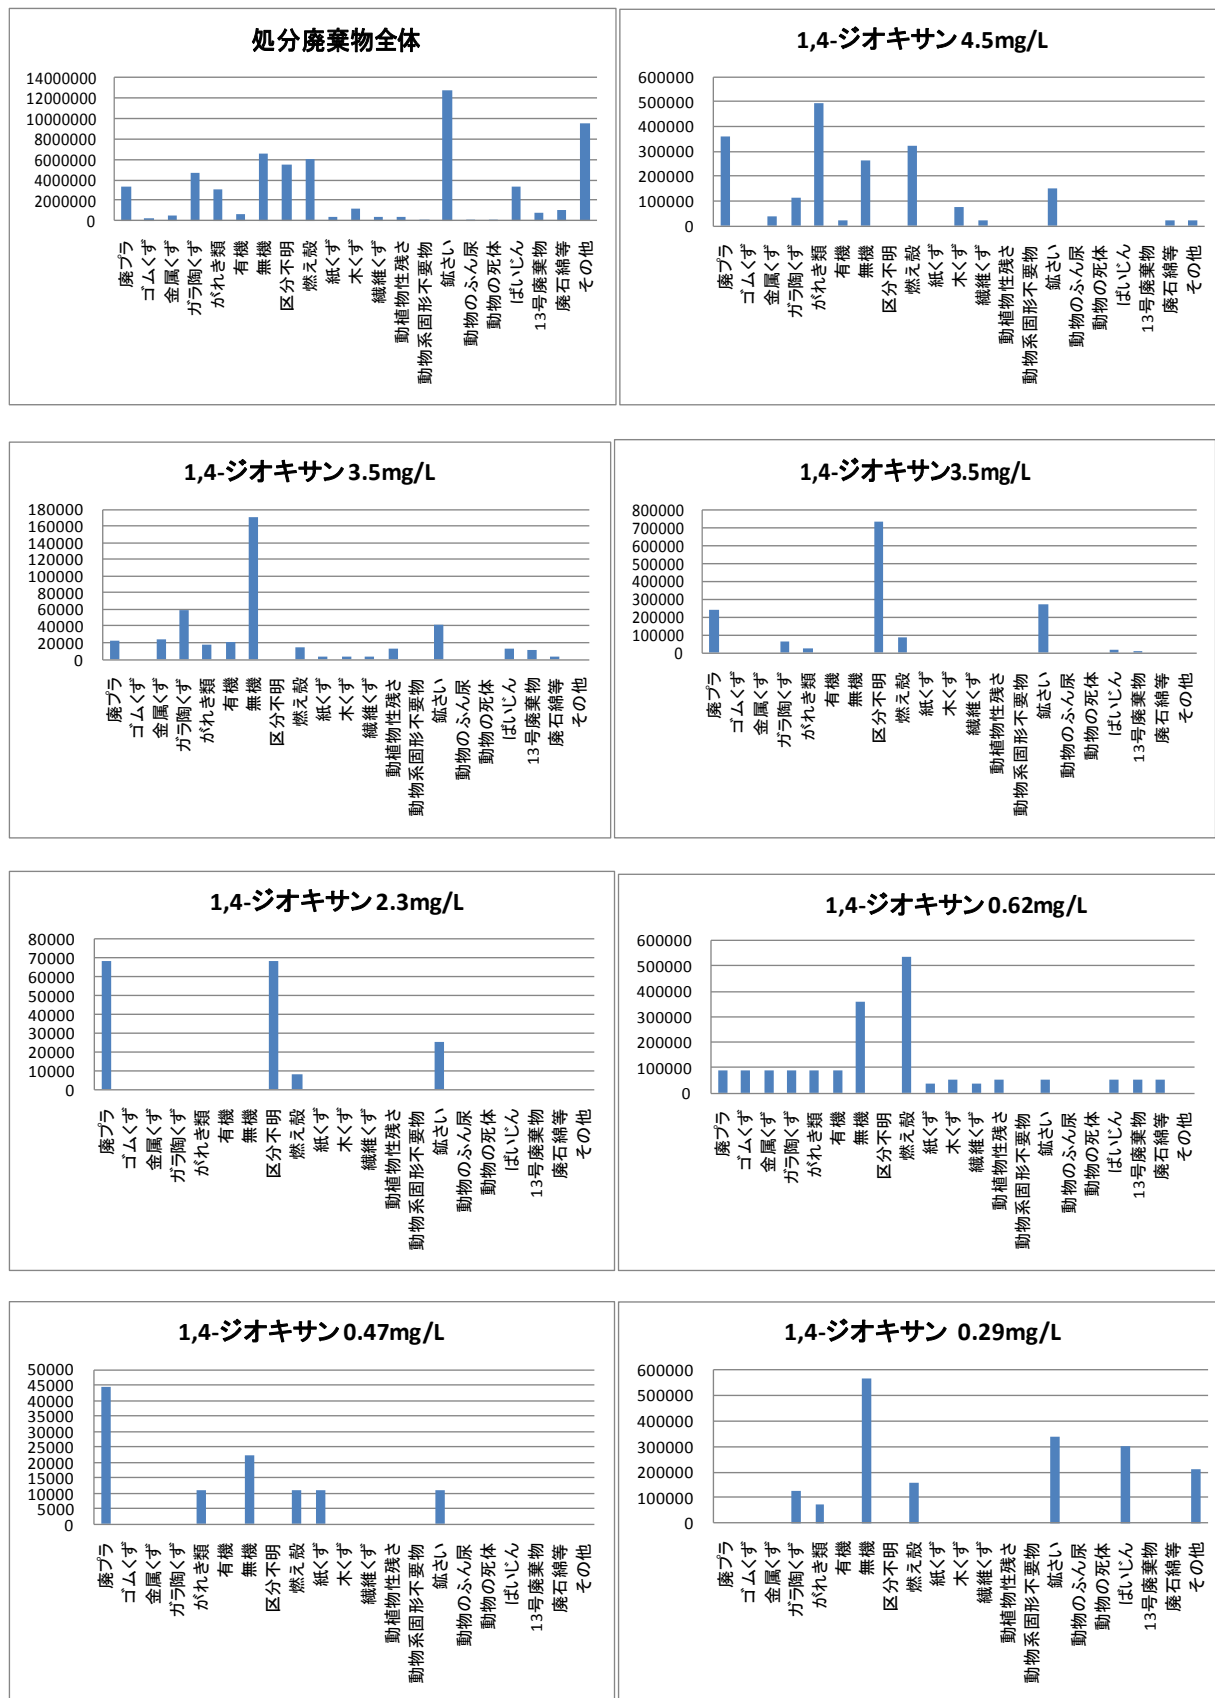 処分廃棄物全体
14000000
12000000
10000000
8000000
6000000
4000000
2000000
0
廃プラ
ゴムくず
金属くず
ガラ陶くず
がれき類
有機
無機
区分不明
燃え殻
紙くず
木くず
繊維くず
動植物性残さ
動物系固形不要物
鉱さい
動物のふん尿
動物の死体
ばいじん
13号廃棄物
廃石綿等
その他
1,4-ジオキサン 4.5mg/L
600000
500000
400000
300000
200000
100000
0
廃プラ
ゴムくず
金属くず
ガラ陶くず
がれき類
有機
無機
区分不明
燃え殻
紙くず
木くず
繊維くず
動植物性残さ
動物系固形不要物
鉱さい
動物のふん尿
動物の死体
ばいじん
13号廃棄物
廃石綿等
その他
1,4-ジオキサン 3.5mg/L
180000
160000
140000
120000
100000
80000
60000
40000
20000
0
廃プラ
ゴムくず
金属くず
ガラ陶くず
がれき類
有機
無機
区分不明
燃え殻
紙くず
木くず
繊維くず
動植物性残さ
動物系固形不要物
鉱さい
動物のふん尿
動物の死体
ばいじん
13号廃棄物
廃石綿等
その他
1,4-ジオキサン3.5mg/L
800000
700000
600000
500000
400000
300000
200000
100000
0
廃プラ
ゴムくず
金属くず
ガラ陶くず
がれき類
有機
無機
区分不明
燃え殻
紙くず
木くず
繊維くず
動植物性残さ
動物系固形不要物
鉱さい
動物のふん尿
動物の死体
ばいじん
13号廃棄物
廃石綿等
その他
1,4-ジオキサン 2.3mg/L
80000
70000
60000
50000
40000
30000
20000
10000
0
廃プラ
ゴムくず
金属くず
ガラ陶くず
がれき類
有機
無機
区分不明
燃え殻
紙くず
木くず
繊維くず
動植物性残さ
動物系固形不要物
鉱さい
動物のふん尿
動物の死体
ばいじん
13号廃棄物
廃石綿等
その他
1,4-ジオキサン 0.62mg/L
600000
500000
400000
300000
200000
100000
0
廃プラ
ゴムくず
金属くず
ガラ陶くず
がれき類
有機
無機
区分不明
燃え殻
紙くず
木くず
繊維くず
動植物性残さ
動物系固形不要物
鉱さい
動物のふん尿
動物の死体
ばいじん
13号廃棄物
廃石綿等
その他
1,4-ジオキサン 0.47mg/L
50000
45000
40000
35000
30000
25000
20000
15000
10000
5000
0
廃プラ
ゴムくず
金属くず
ガラ陶くず
がれき類
有機
無機
区分不明
燃え殻
紙くず
木くず
繊維くず
動植物性残さ
動物系固形不要物
鉱さい
動物のふん尿
動物の死体
ばいじん
13号廃棄物
廃石綿等
その他
1,4-ジオキサン 0.29mg/L
600000
500000
400000
300000
200000
100000
0
廃プラ
ゴムくず
金属くず
ガラ陶くず
がれき類
有機
無機
区分不明
燃え殻
紙くず
木くず
繊維くず
動植物性残さ
動物系固形不要物
鉱さい
動物のふん尿
動物の死体
ばいじん
13号廃棄物
廃石綿等
その他